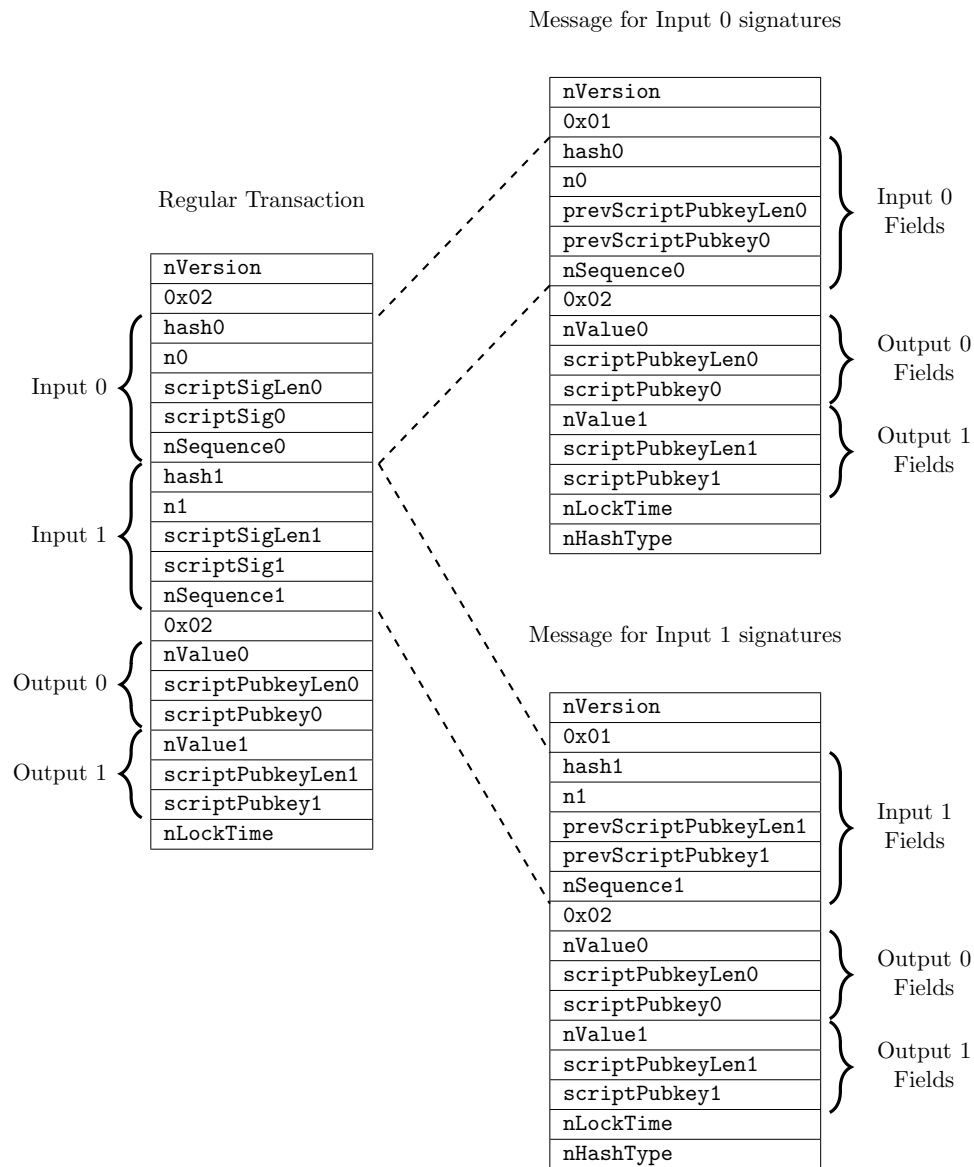 Message for Input 0 signatures
nVersion
0x01
hash0
n0
prevScriptPubkeyLen0
prevScriptPubkey0
nSequence0
0x02
nValue0
scriptPubkeyLen0
scriptPubkey0
nValue1
scriptPubkeyLen1
scriptPubkey1
nLockTime
nHashType
Input 0
Fields
Output 0
Fields
Output 1
Fields
Regular Transaction
nVersion
0x02
hash0
n0
scriptSigLen0
scriptSig0
nSequence0
hash1
n1
scriptSigLen1
scriptSig1
nSequence1
0x02
nValue0
scriptPubkeyLen0
scriptPubkey0
nValue1
scriptPubkeyLen1
scriptPubkey1
nLockTime
Input 0
Input 1
Output 0
Output 1
Message for Input 1 signatures
nVersion
0x01
hash1
n1
prevScriptPubkeyLen1
prevScriptPubkey1
nSequence1
0x02
nValue0
scriptPubkeyLen0
scriptPubkey0
nValue1
scriptPubkeyLen1
scriptPubkey1
nLockTime
nHashType
Input 1
Fields
Output 0
Fields
Output 1
Fields